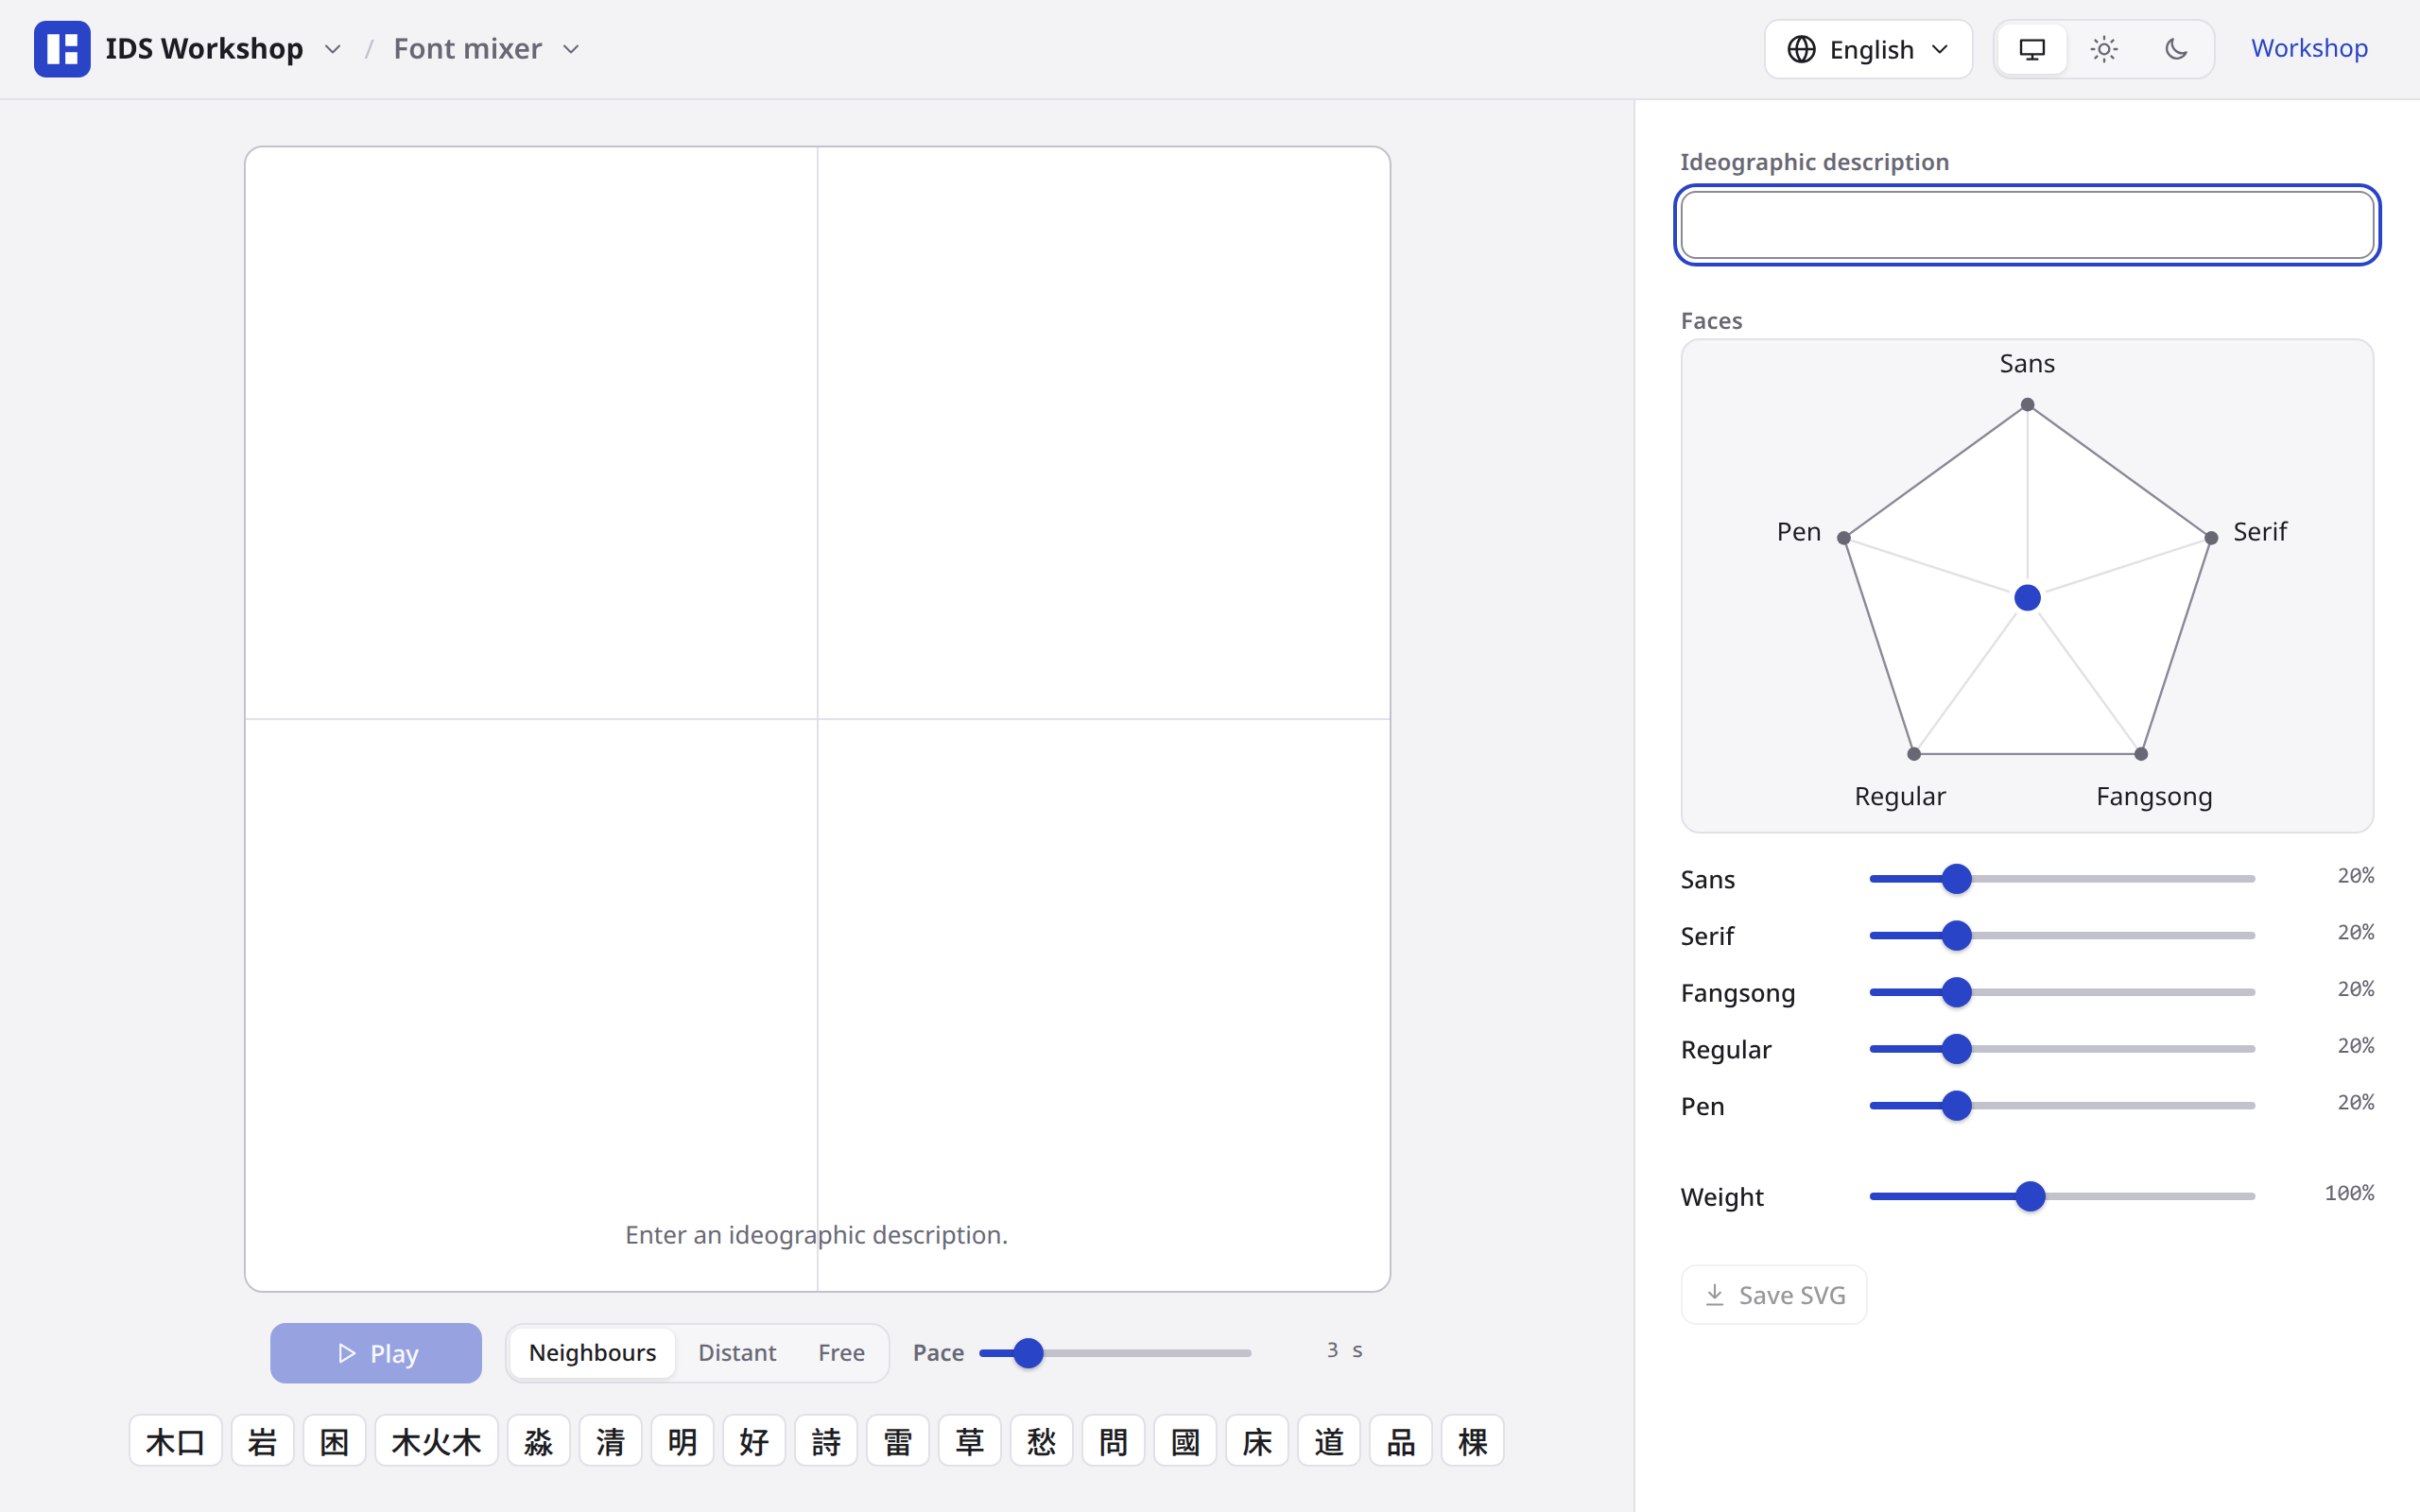 IDS Workshop / Font mixer
English
Workshop
Ideographic description
Faces
Sans
Pen
Serif
Regular
Fangsong
Sans 20%
Serif 20%
Fangsong 20%
Regular 20%
Pen 20%
Weight 100%
Save SVG
Enter an ideographic description.
Play Neighbours Distant Free Pace 3 s
木口 岩 困 木火木 淼 清 明 好 詩 雷 草 愁 問 國 床 道 品 棵